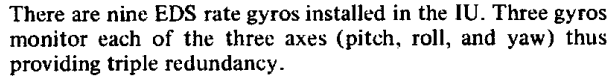 There are nine EDS rate gyros installed in the IU. Three gyros
monitor each of the three axes (pitch, roll, and yaw) thus
providing triple redundancy.